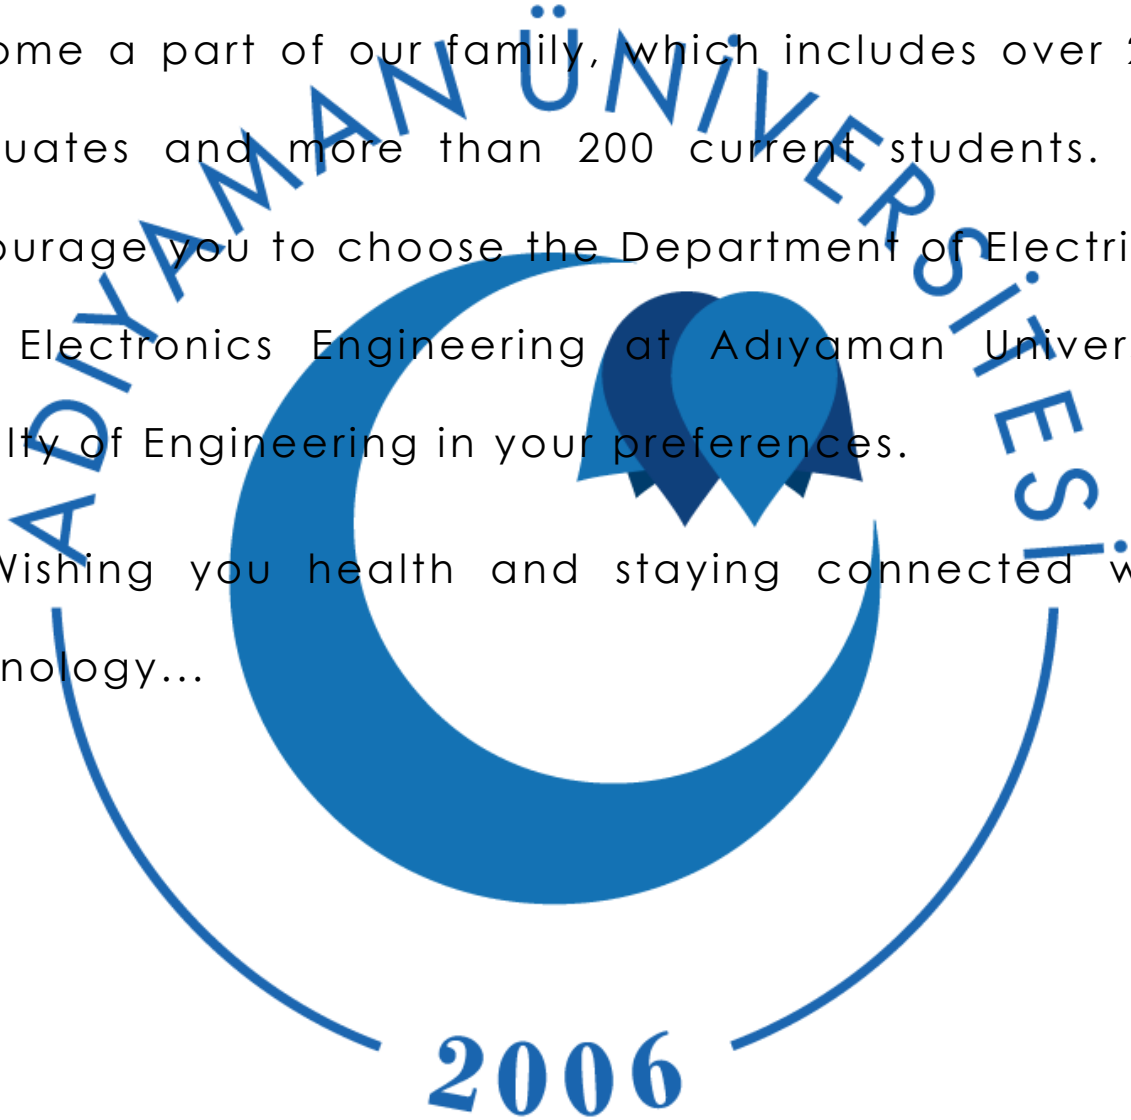 ADIYAMAN ÜNİVERSİTESİ
ome a part of our family, which includes over 2
uates and more than 200 current students.
ourage you to choose the Department of Electri
Electronics Engineering at Adıyaman Univer
lty of Engineering in your preferences.
Wishing you health and staying connected w
nology...
2006